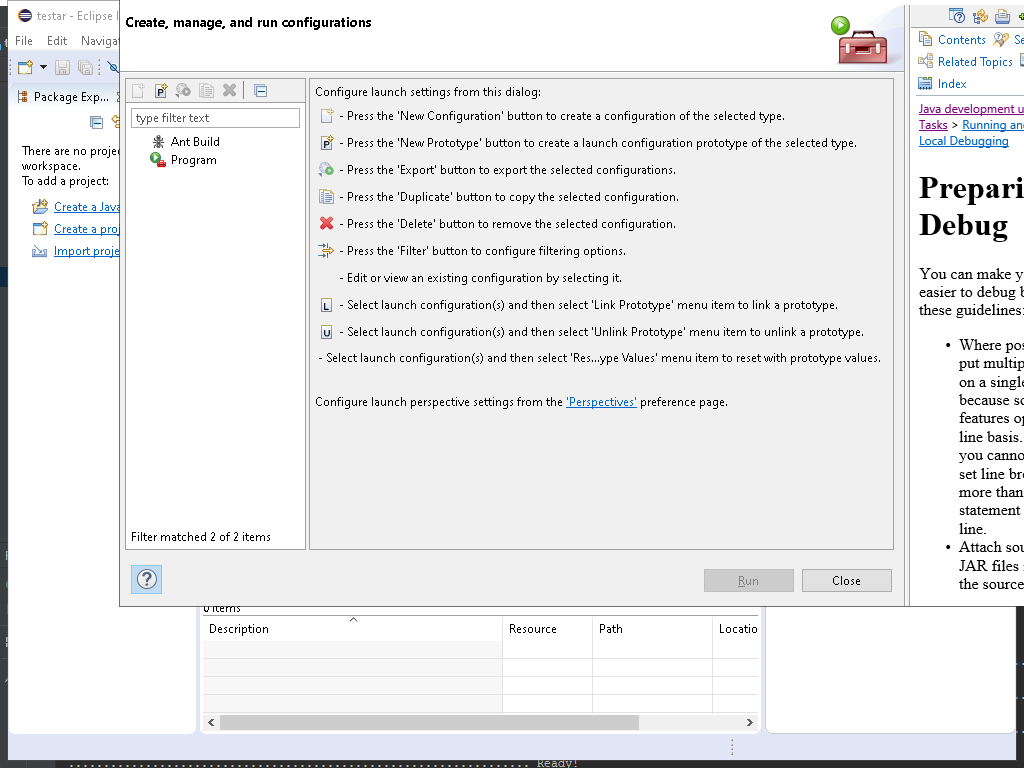 testar - Eclipse
Create, manage, and run configurations
File Edit Naviga
Package Exp...
There are no proje
workspace.
To add a project:
Create a Java
Create a pro
Import proje
type filter text
Ant Build
Program
Filter matched 2 of 2 items
Configure launch settings from this dialog:
- Press the 'New Configuration' button to create a configuration of the selected type.
- Press the 'New Prototype' button to create a launch configuration prototype of the selected type.
- Press the 'Export' button to export the selected configurations.
- Press the 'Duplicate' button to copy the selected configuration.
- Press the 'Delete' button to remove the selected configuration.
- Press the 'Filter' button to configure filtering options.
- Edit or view an existing configuration by selecting it.
- Select launch configuration(s) and then select 'Link Prototype' menu item to link a prototype.
- Select launch configuration(s) and then select 'Unlink Prototype' menu item to unlink a prototype.
- Select launch configuration(s) and then select 'Res...ype Values' menu item to reset with prototype values.
Configure launch perspective settings from the 'Perspectives' preference page.
Run Close
Contents Se
Related Topics
Index
Java development u
Tasks > Running and
Local Debugging
Prepari
Debug
You can make y
easier to debug b
these guidelines:
• Where pos
put multip
on a single
because so
features op
line basis.
you canno
set line bre
more than
statement
line.
• Attach sou
JAR files
the source
0 items
Description Resource Path Locatio
Ready!